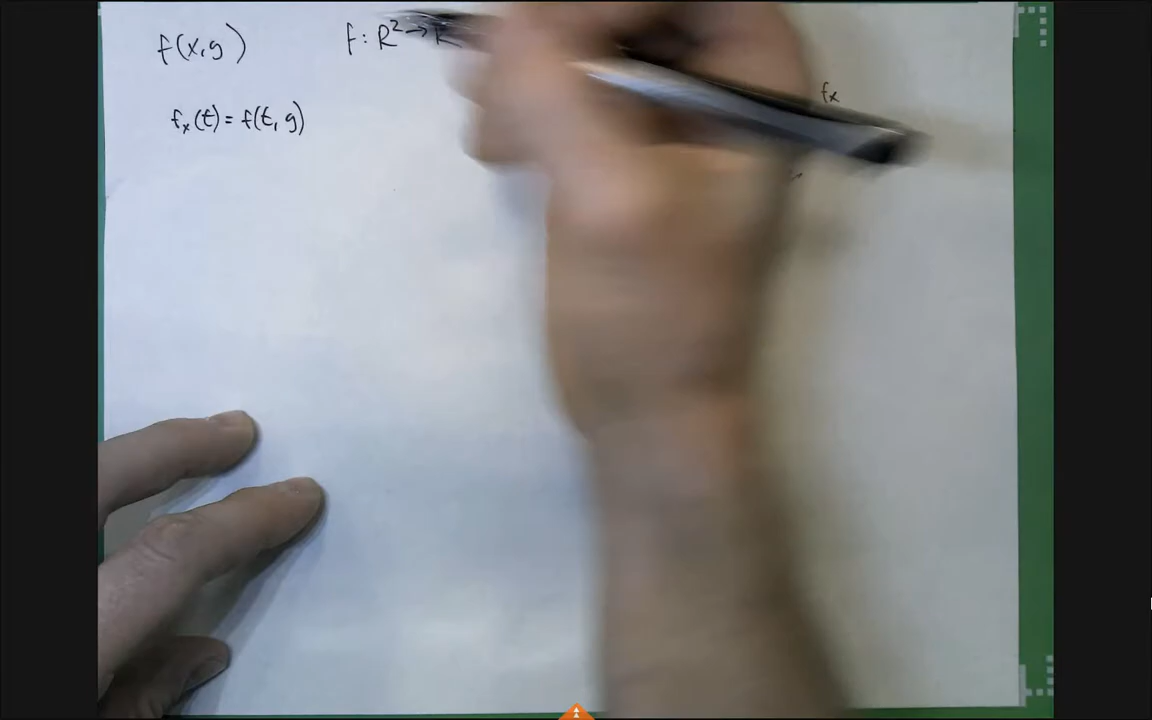 f(x,y) f: R²→R
fx
fₓ(t) = f(t, y)